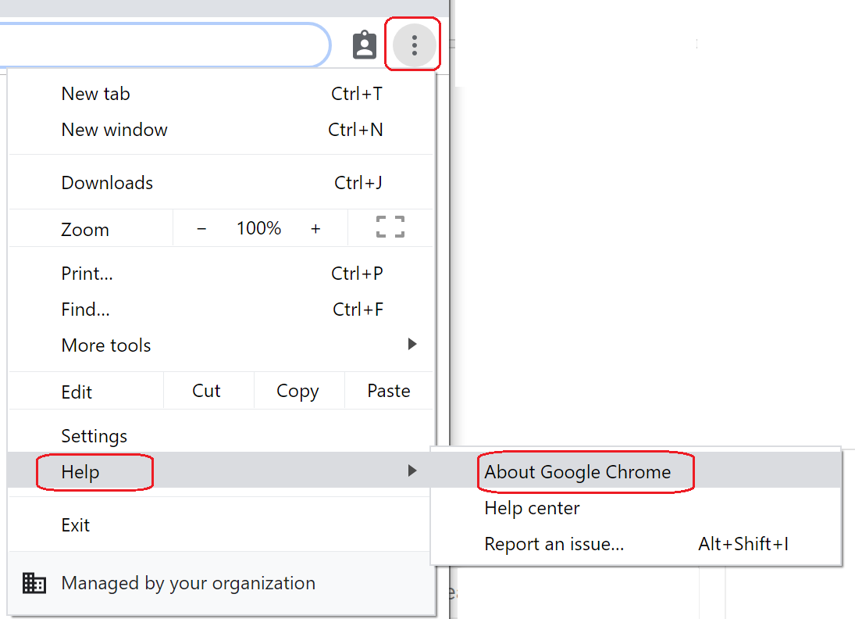 New tab Ctrl+T
New window Ctrl+N
Downloads Ctrl+J
Zoom − 100% +
Print... Ctrl+P
Find... Ctrl+F
More tools
Edit Cut Copy Paste
Settings
Help
About Google Chrome
Help center
Report an issue... Alt+Shift+I
Exit
Managed by your organization